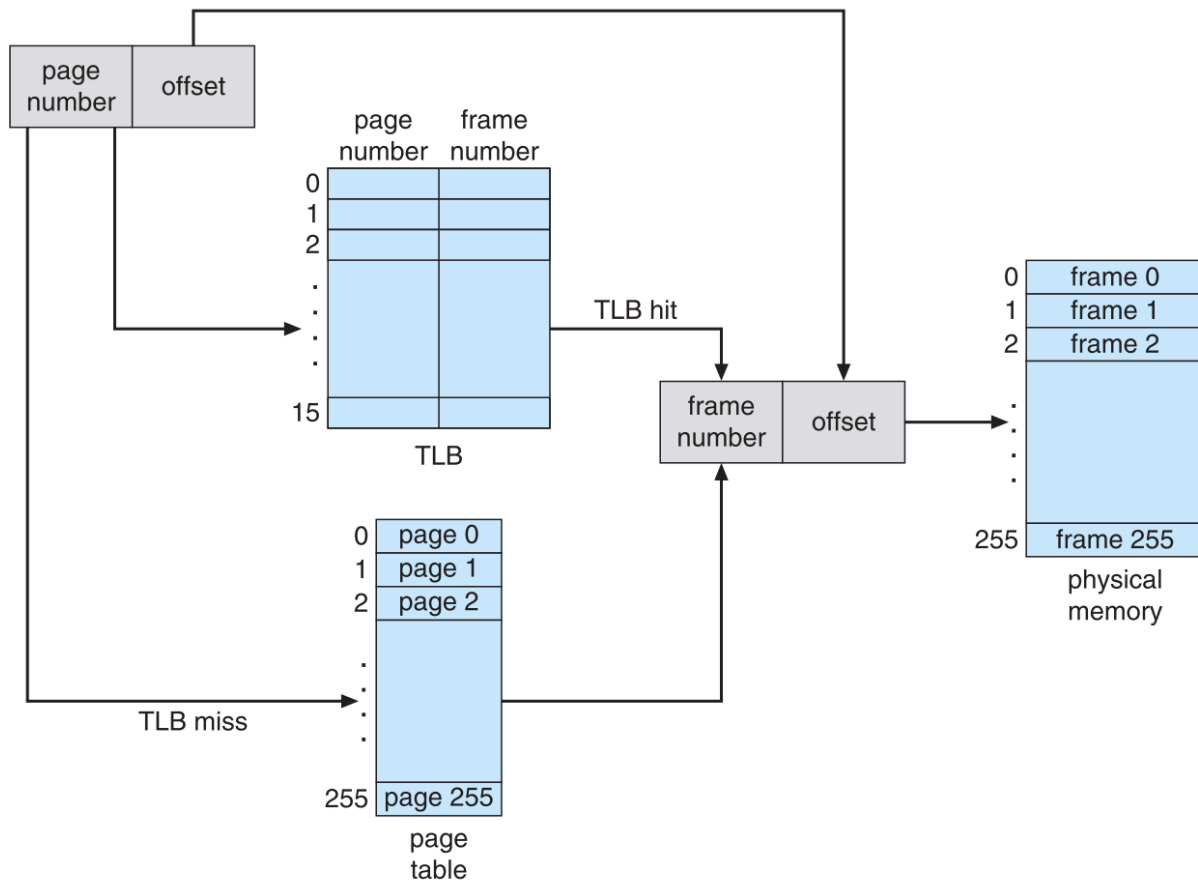 page
number
offset
page
number
frame
number
0
1
2
.
.
.
.
15
TLB
TLB hit
frame
number
offset
0 frame 0
1 frame 1
2 frame 2
.
.
.
.
255 frame 255
physical
memory
0 page 0
1 page 1
2 page 2
.
.
.
.
255 page 255
page
table
TLB miss